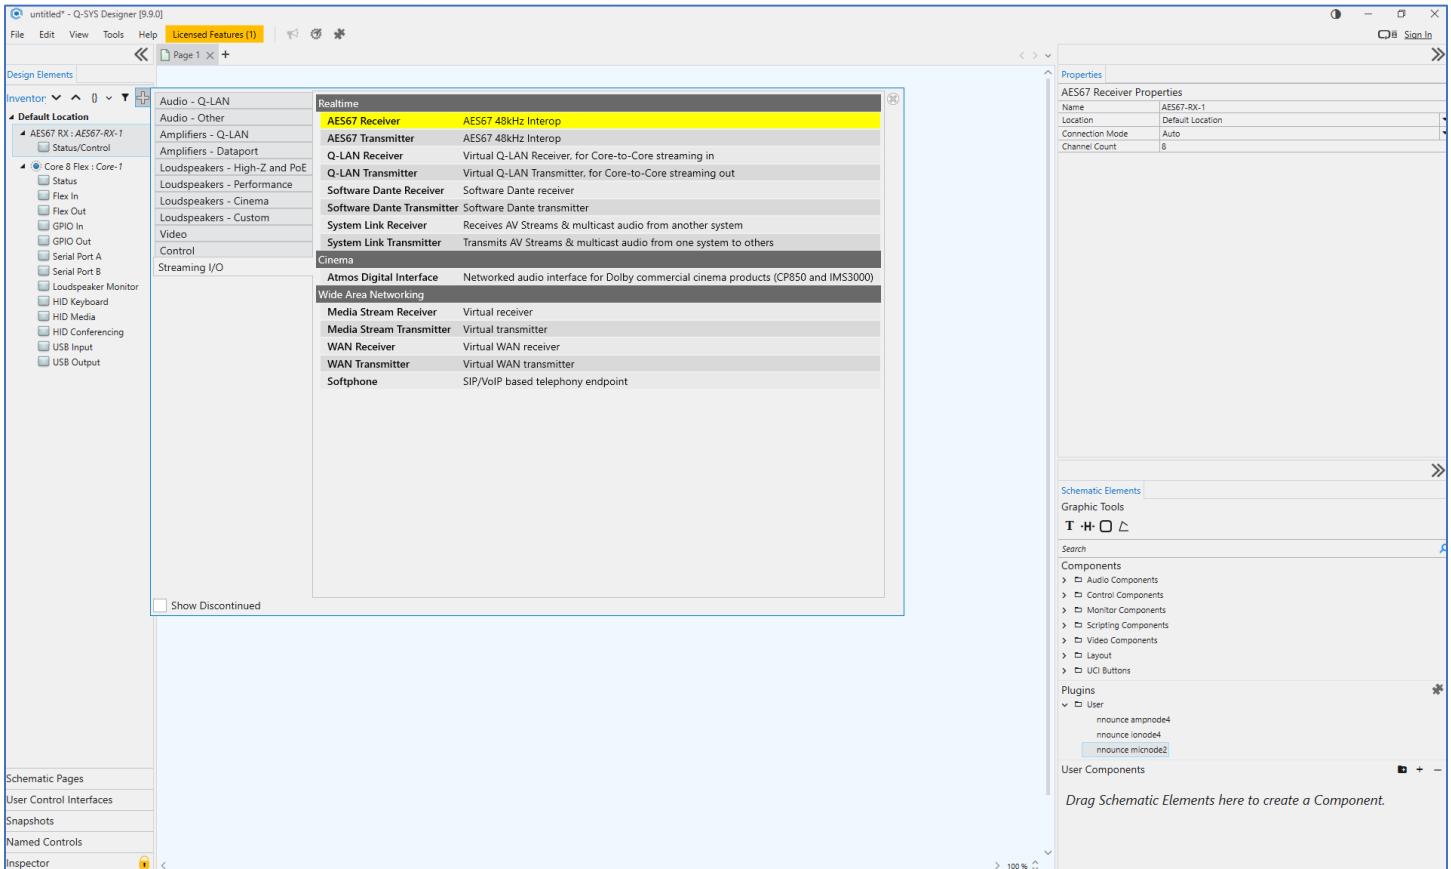 untitled* - Q-SYS Designer [9.9.0]
File Edit View Tools Help Licensed Features (1)
Sign In
Page 1
Design Elements
Inventor
Default Location
AES67 RX : AES67-RX-1
Status/Control
Core 8 Flex : Core-1
Status
Flex In
Flex Out
GPIO In
GPIO Out
Serial Port A
Serial Port B
Loudspeaker Monitor
HID Keyboard
HID Media
HID Conferencing
USB Input
USB Output
Schematic Pages
User Control Interfaces
Snapshots
Named Controls
Inspector
Audio - Q-LAN
Audio - Other
Amplifiers - Q-LAN
Amplifiers - Dataport
Loudspeakers - High-Z and PoE
Loudspeakers - Performance
Loudspeakers - Cinema
Loudspeakers - Custom
Video
Control
Streaming I/O
Show Discontinued
Realtime
AES67 Receiver AES67 48kHz Interop
AES67 Transmitter AES67 48kHz Interop
Q-LAN Receiver Virtual Q-LAN Receiver, for Core-to-Core streaming in
Q-LAN Transmitter Virtual Q-LAN Transmitter, for Core-to-Core streaming out
Software Dante Receiver Software Dante receiver
Software Dante Transmitter Software Dante transmitter
System Link Receiver Receives AV Streams & multicast audio from another system
System Link Transmitter Transmits AV Streams & multicast audio from one system to others
Cinema
Atmos Digital Interface Networked audio interface for Dolby commercial cinema products (CP850 and IMS3000)
Wide Area Networking
Media Stream Receiver Virtual receiver
Media Stream Transmitter Virtual transmitter
WAN Receiver Virtual WAN receiver
WAN Transmitter Virtual WAN transmitter
Softphone SIP/VoIP based telephony endpoint
100 %
Properties
AES67 Receiver Properties
Name AES67-RX-1
Location Default Location
Connection Mode Auto
Channel Count 8
Schematic Elements
Graphic Tools
T H
Search
Components
Audio Components
Control Components
Monitor Components
Scripting Components
Video Components
Layout
UCI Buttons
Plugins
User
nnounce ampnode4
nnounce ionode4
nnounce micnode2
User Components
Drag Schematic Elements here to create a Component.